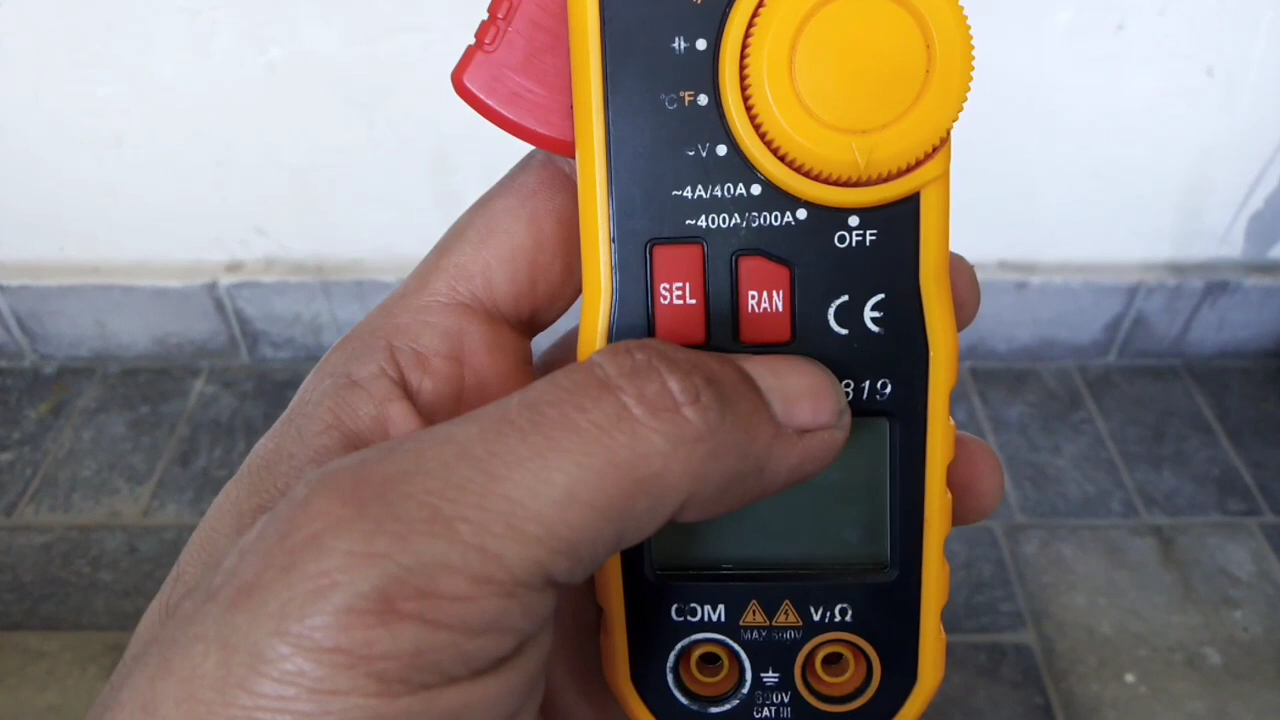 °C°F
~V
~4A/40A
~400A/600A
OFF
SEL
RAN
CE
819
COM
V/Ω
MAX 600V
600V
CAT III